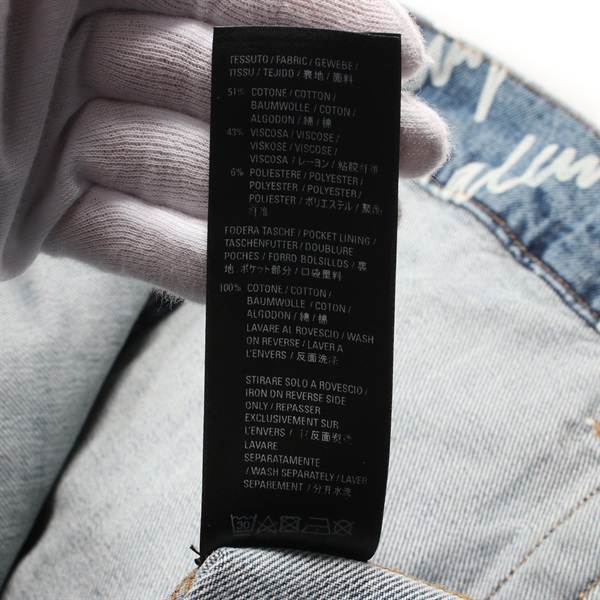 TESSUTO / FABRIC / GEWEBE /
TISSU / TEJIDO / 表地 / 面料
51% COTONE / COTTON /
BAUMWOLLE / COTON /
ALGODON / 綿 / 棉
43% VISCOSA / VISCOSE /
VISKOSE / VISCOSE /
VISCOSA / レーヨン / 粘胶纤维
6% POLIESTERE / POLYESTER /
POLYESTER / POLYESTER /
POLIESTER / ポリエステル / 聚酯
纤维
FODERA TASCHE / POCKET LINING /
TASCHENFUTTER / DOUBLURE
POCHES / FORRO BOLSILLOS / 裏
地 ポケット部分 / 口袋里料
100% COTONE / COTTON /
BAUMWOLLE / COTON /
ALGODON / 綿 / 棉
LAVARE AL ROVESCIO / WASH
ON REVERSE / LAVER A
L'ENVERS / 反面洗涤
STIRARE SOLO A ROVESCIO /
IRON ON REVERSE SIDE
ONLY / REPASSER
EXCLUSIVEMENT SUR
L'ENVERS / 反面熨烫
LAVARE
SEPARATAMENTE
/ WASH SEPARATELY / LAVER
SEPAREMENT / 分开水洗
30